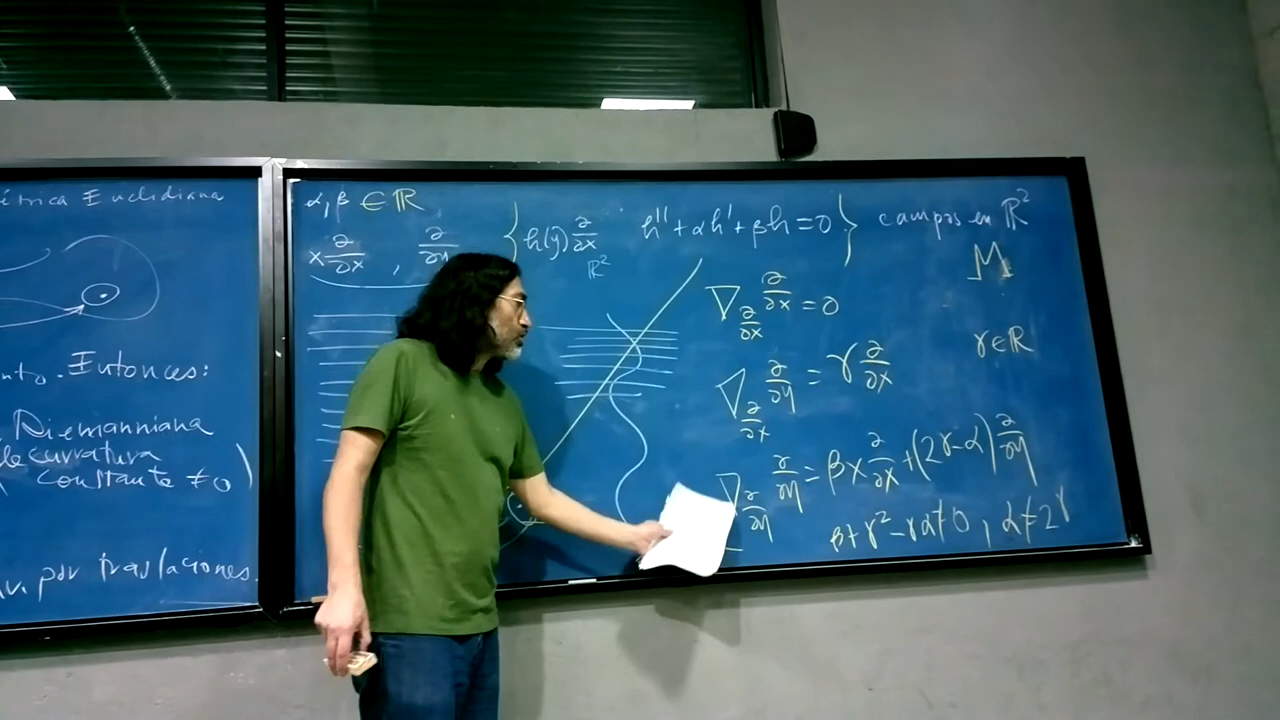 étrica Euclidiana
nto. Entonces:
Riemanniana
de curvatura
constante ≠ 0 )
v. por traslaciones.
α, β ∈ ℝ
x ∂/∂x , ∂/∂y
{ h(y) ∂/∂x h'' + αh' + βh = 0 } campos en ℝ²
ℝ²
M
∇_{∂/∂x} ∂/∂x = 0
γ ∈ ℝ
∇_{∂/∂x} ∂/∂y = γ ∂/∂x
∇_{∂/∂y} ∂/∂y = βx ∂/∂x + (2γ-α) ∂/∂y
β + γ² - γα ≠ 0 , α ≠ 2γ